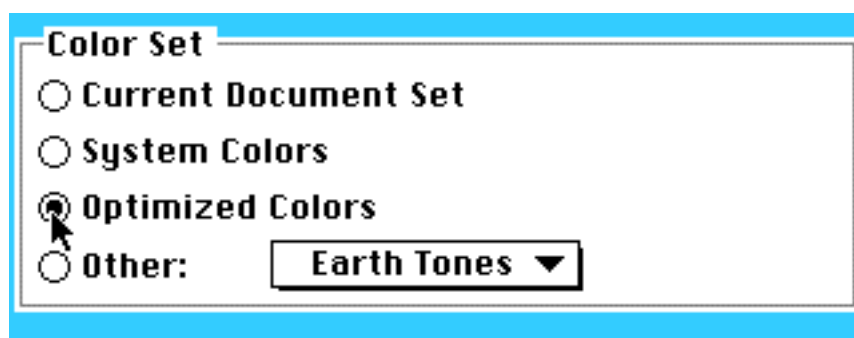 Color Set
Current Document Set
System Colors
Optimized Colors
Other: Earth Tones